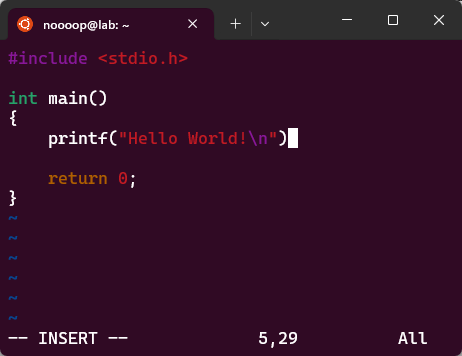 noooop@lab: ~
#include <stdio.h>
int main()
{
    printf("Hello World!\n")
    return 0;
}
~
~
~
~
~
~
-- INSERT -- 5,29 All